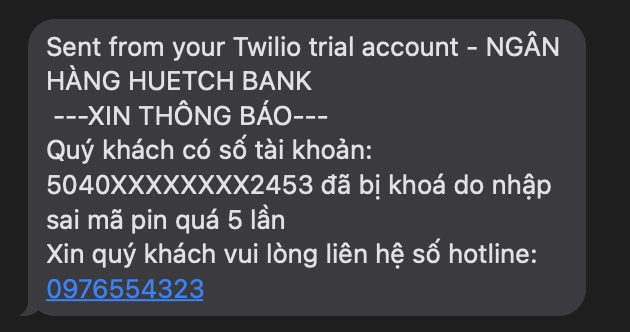 Sent from your Twilio trial account - NGÂN
HÀNG HUETCH BANK
---XIN THÔNG BÁO---
Quý khách có số tài khoản:
5040XXXXXXXX2453 đã bị khoá do nhập
sai mã pin quá 5 lần
Xin quý khách vui lòng liên hệ số hotline:
0976554323